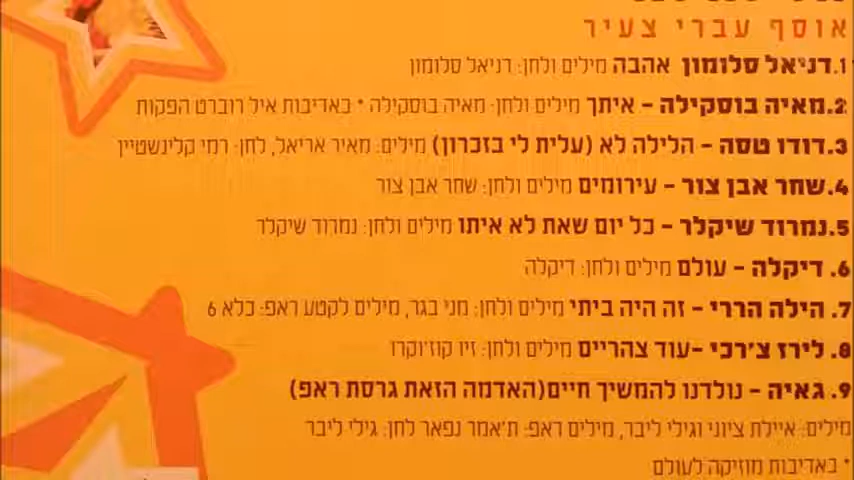 אוסף עברי צעיר
1.דניאל סלומון אהבה מילים ולחן: דניאל סלומון
2.מאיה בוסקילה - איתך מילים ולחן: מאיה בוסקילה * באדיבות איל רוברט הפקות
3.דודו טסה - הלילה לא (עלית לי בזכרון) מילים: מאיר אריאל, לחן: רמי קלינשטיין
4.שחר אבן צור - עירומים מילים ולחן: שחר אבן צור
5.נמרוד שיקלר - כל יום שאת לא איתו מילים ולחן: נמרוד שיקלר
6. דיקלה - עולם מילים ולחן: דיקלה
7. הילה הררי - זה היה ביתי מילים ולחן: מני בגר, מילים לקטע ראפ: כלא 6
8. לירז צ'רכי -עוד צהריים מילים ולחן: זיו קוז'וקרו
9. גאיה - נולדנו להמשיך חיים(האדמה הזאת גרסת ראפ)
מילים: איילת ציוני וגילי ליבר, מילים ראפ: ת'אמר נפאר לחן: גילי ליבר
* באדיבות מוזיקה לעולם